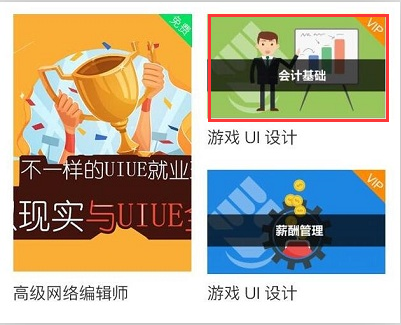 免费
不一样的UIUE就业
现实与UIUE
高级网络编辑师
VIP
会计基础
游戏 UI 设计
VIP
薪酬管理
游戏 UI 设计